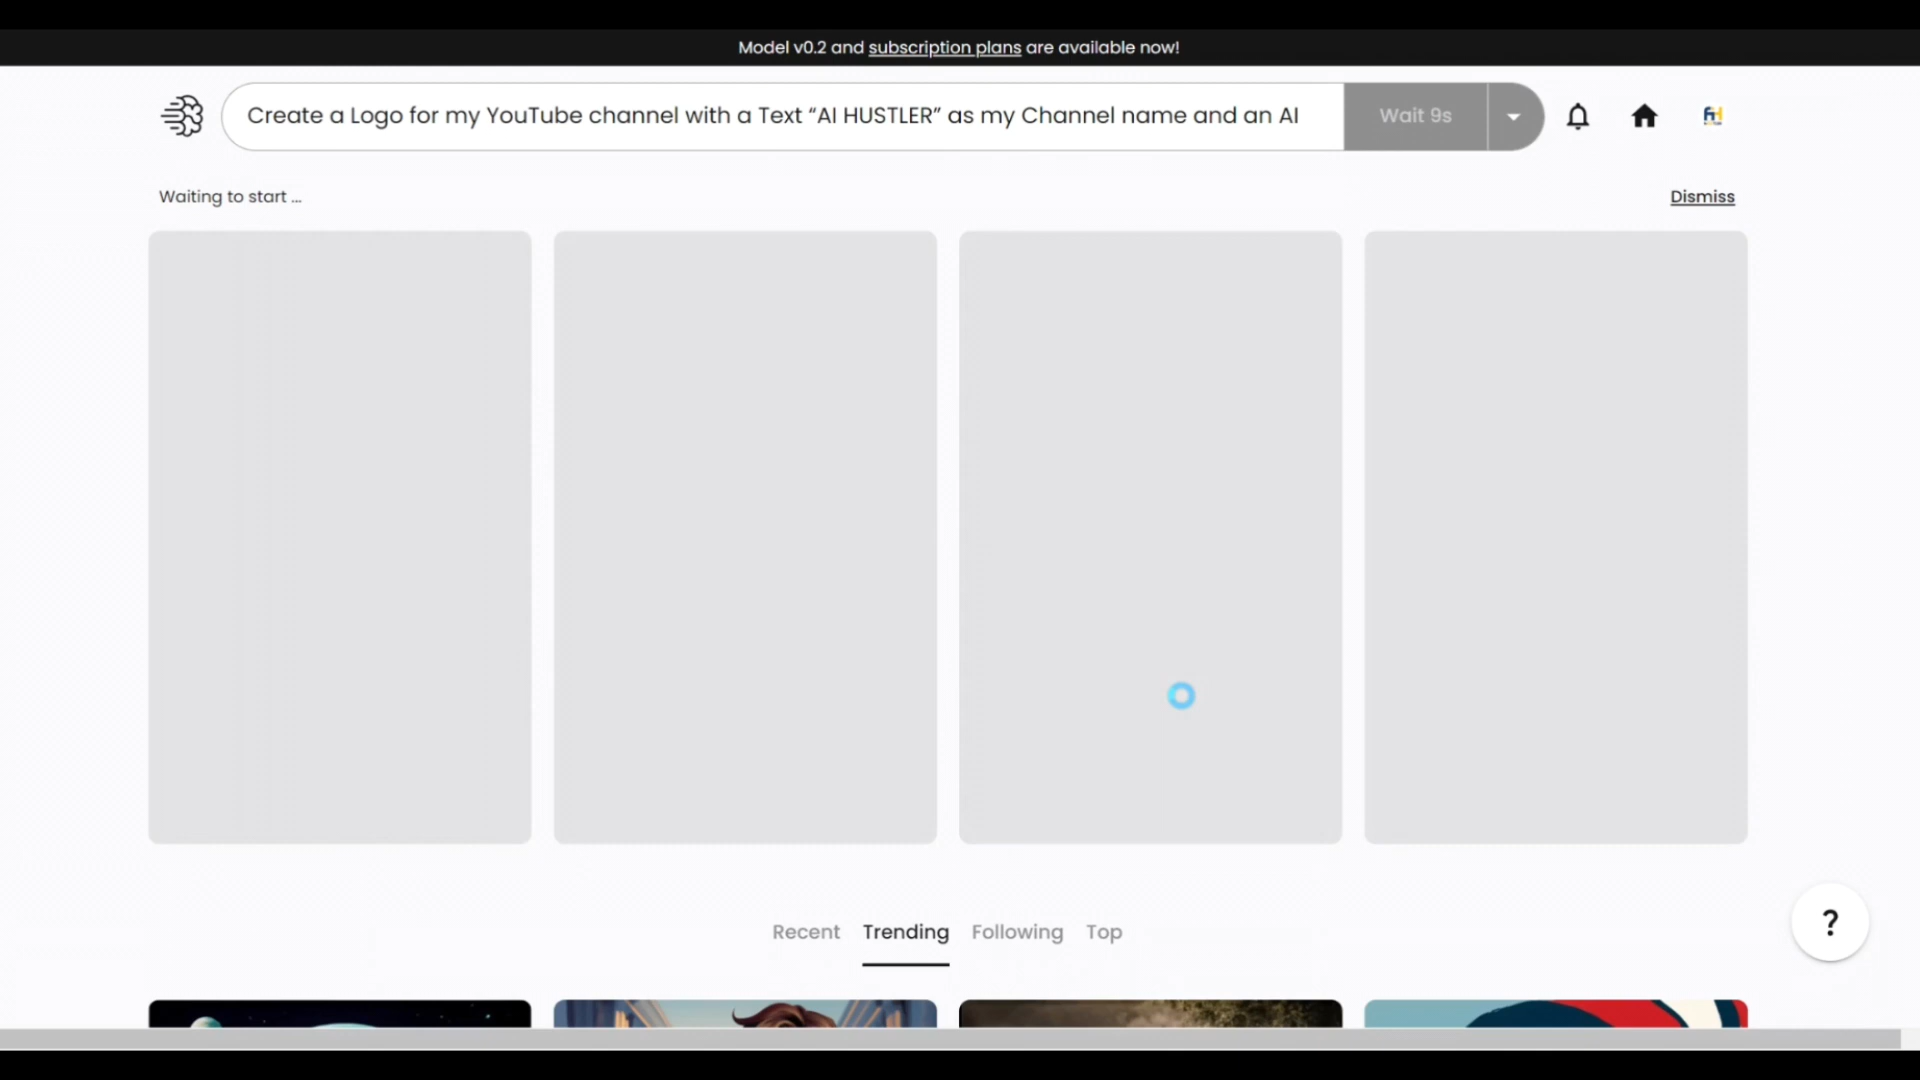 Model v0.2 and subscription plans are available now!
Create a Logo for my YouTube channel with a Text “AI HUSTLER” as my Channel name and an AI
Wait 9s
Waiting to start ...
Dismiss
Recent
Trending
Following
Top
?